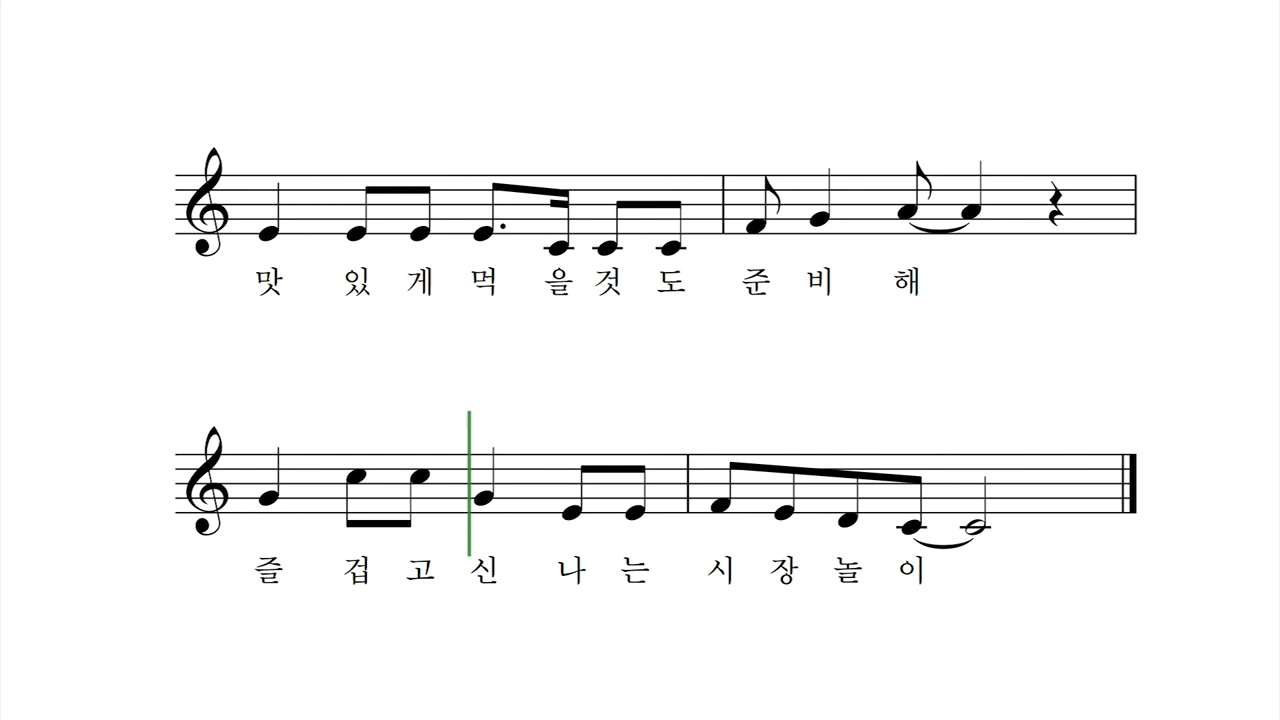 맛 있 게 먹 을 것 도 준 비 해
즐 겁 고 신 나 는 시 장 놀 이